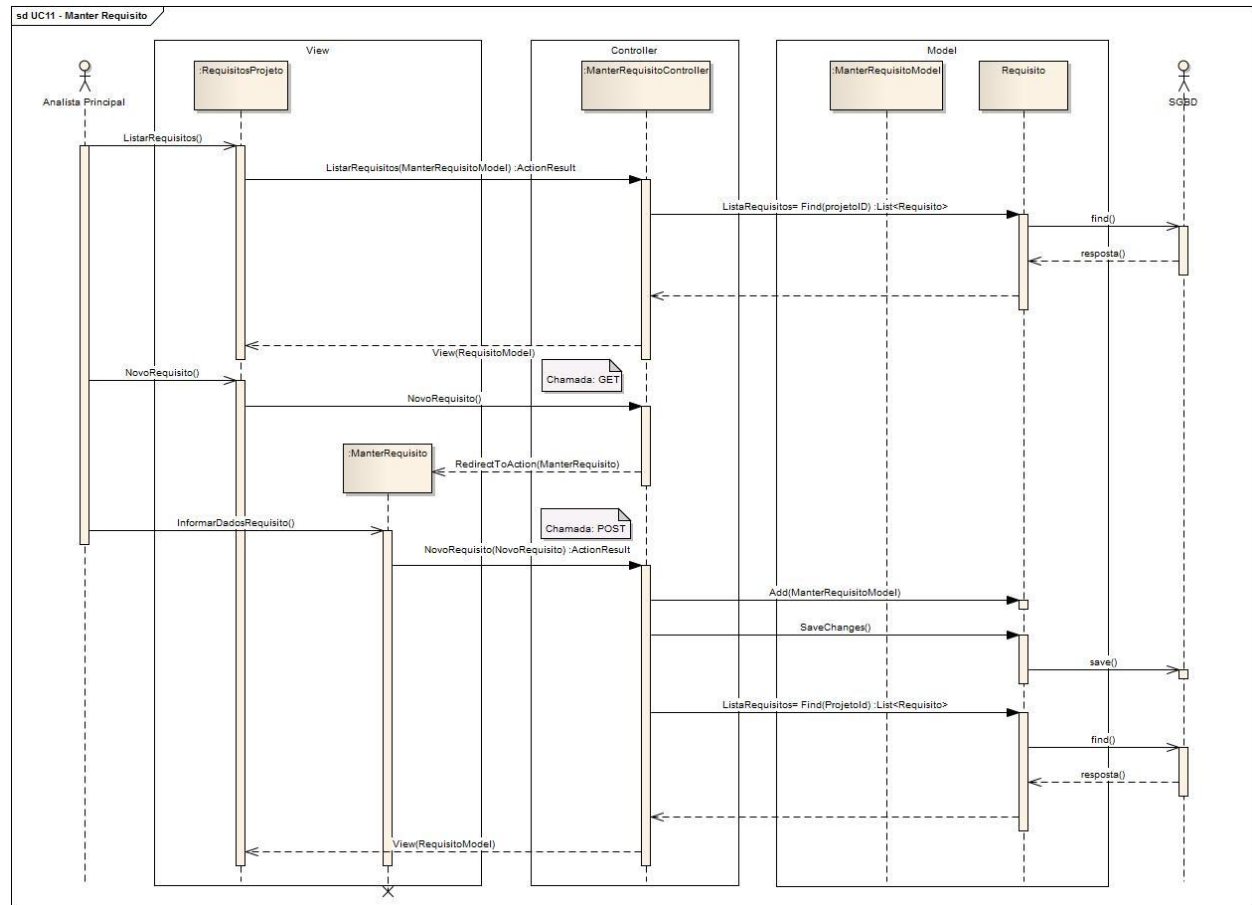 sd UC11 - Manter Requisito
View
Controller
Model
:RequisitosProjeto
:ManterRequisitoController
:ManterRequisitoModel
Requisito
Analista Principal
SGBD
ListarRequisitos()
ListarRequisitos(ManterRequisitoModel) :ActionResult
ListaRequisitos= Find(projetoID) :List<Requisito>
find()
resposta()
View(RequisitoModel)
NovoRequisito()
Chamada: GET
NovoRequisito()
:ManterRequisito
RedirectToAction(ManterRequisito)
InformarDadosRequisito()
Chamada: POST
NovoRequisito(NovoRequisito) :ActionResult
Add(ManterRequisitoModel)
SaveChanges()
save()
ListaRequisitos= Find(ProjetoId) :List<Requisito>
find()
resposta()
View(RequisitoModel)